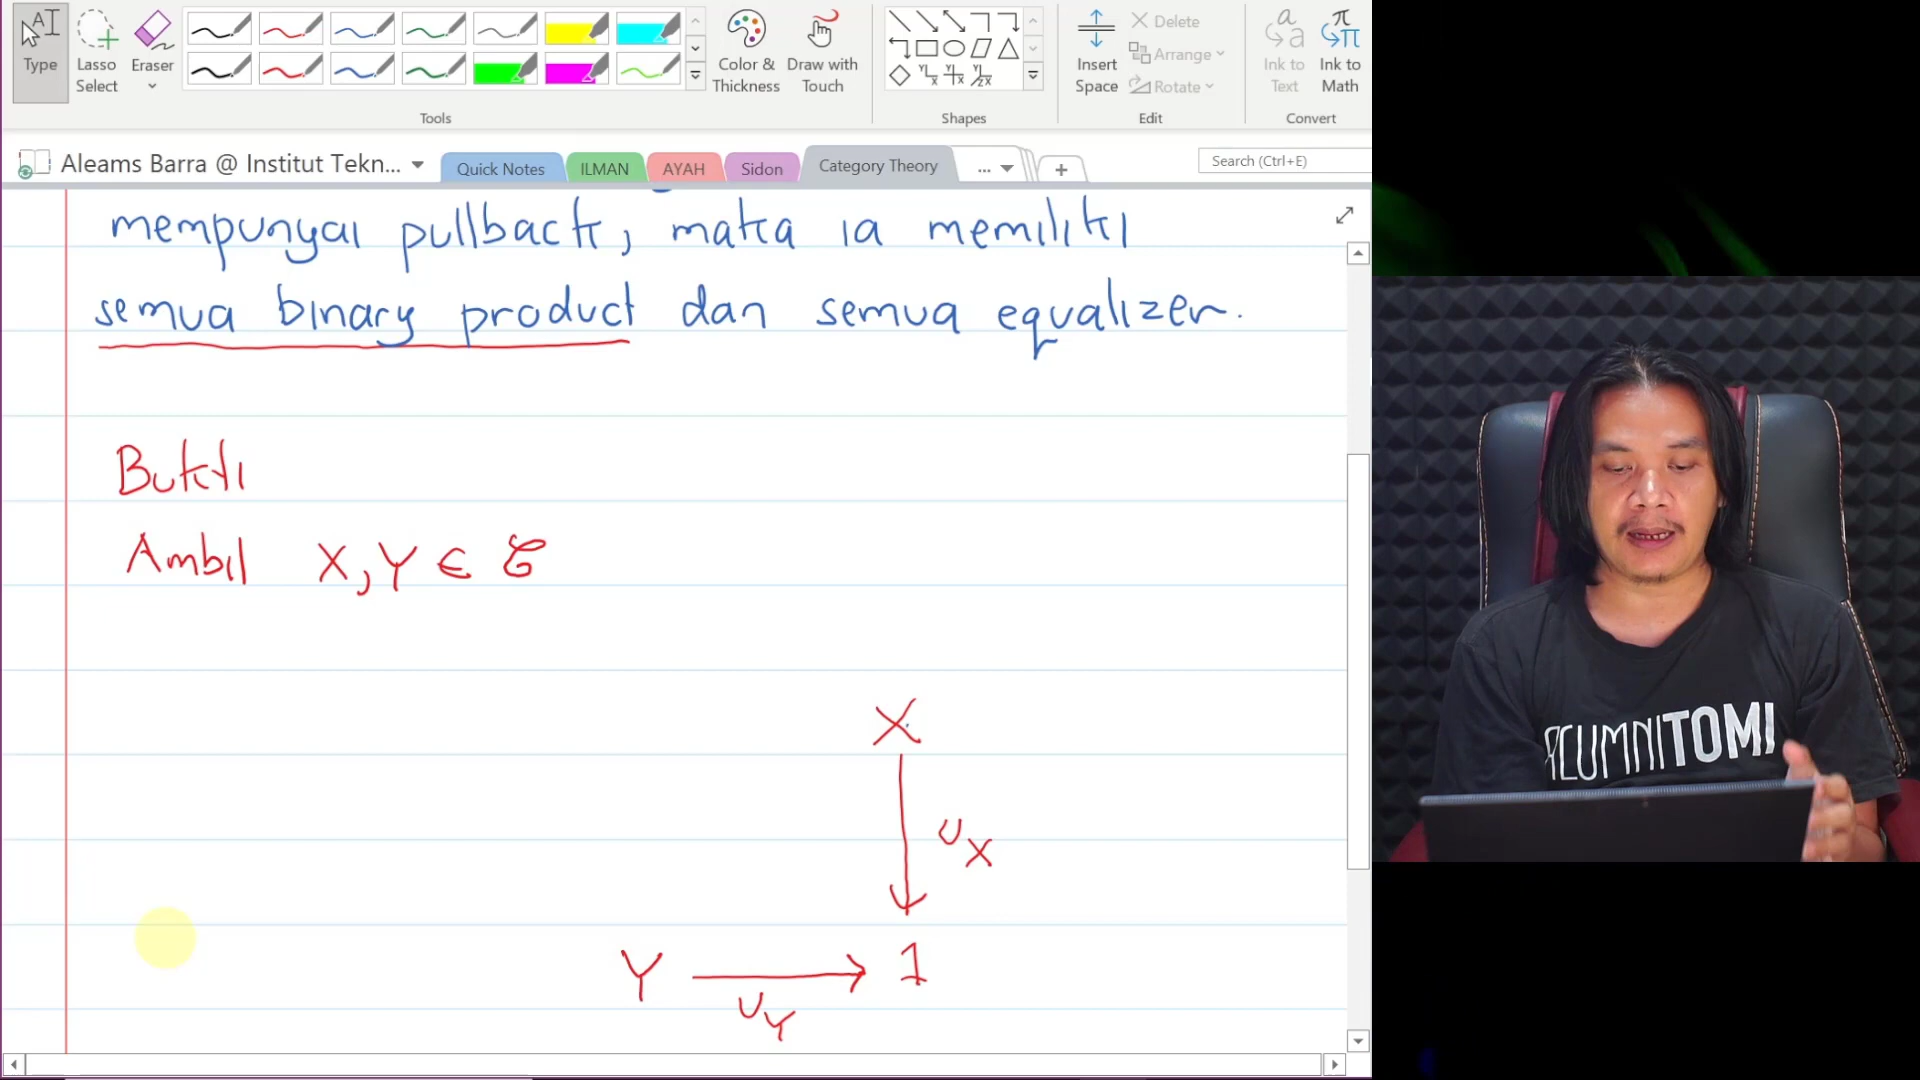 Type
Lasso Select
Eraser
Color & Thickness
Draw with Touch
Tools
Shapes
Insert Space
Delete
Arrange
Rotate
Edit
Ink to Text
Ink to Math
Convert
Aleams Barra @ Institut Tekn...
Quick Notes
ILMAN
AYAH
Sidon
Category Theory
...
Search (Ctrl+E)
mempunyai pullback, maka ia memiliki
semua binary product dan semua equalizer.
Bukti
Ambil X, Y ∈ 𝒞
X
U_X
Y
1
U_Y
ALUMNITOMI